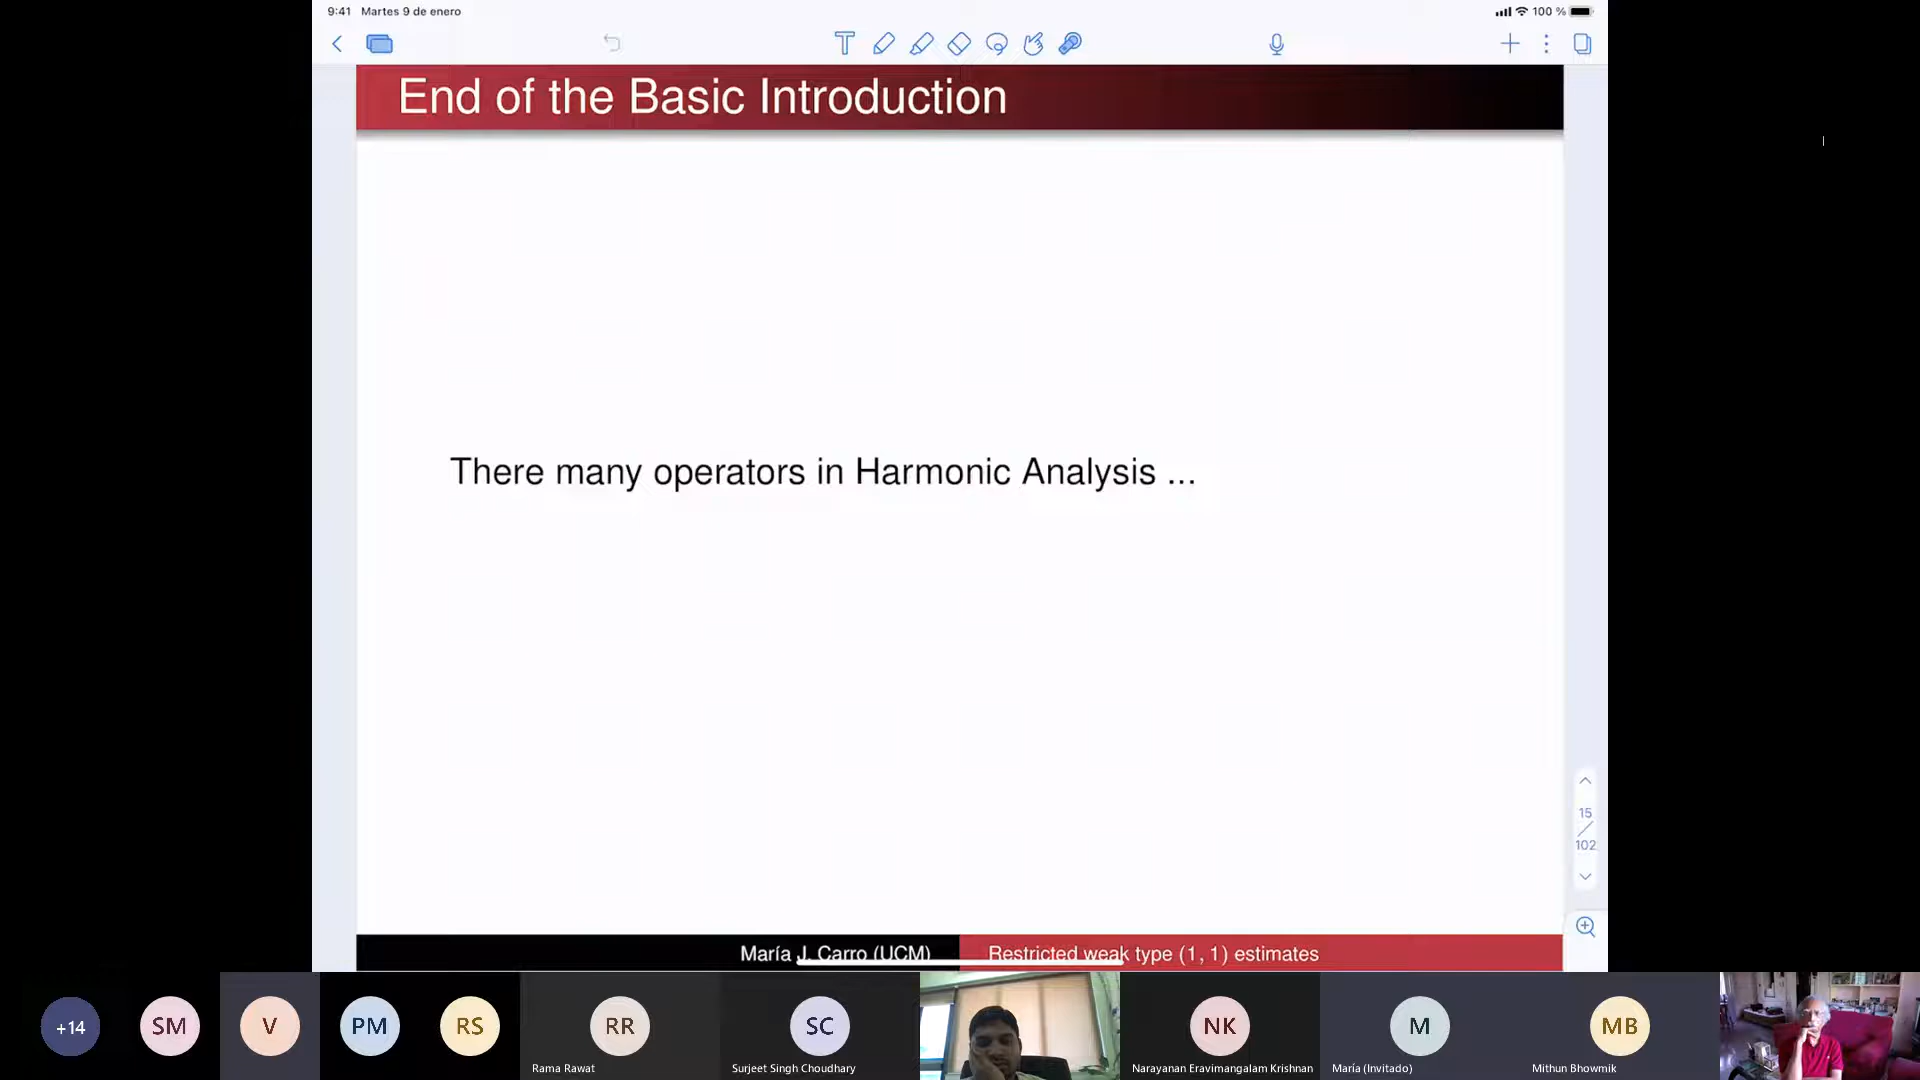 9:41 Martes 9 de enero
100 %
End of the Basic Introduction
There many operators in Harmonic Analysis ...
15
102
María J. Carro (UCM)
Restricted weak type (1, 1) estimates
+14
SM
V
PM
RS
RR
SC
NK
M
MB
Rama Rawat
Surjeet Singh Choudhary
Narayanan Eravimangalam Krishnan
María (Invitado)
Mithun Bhowmik